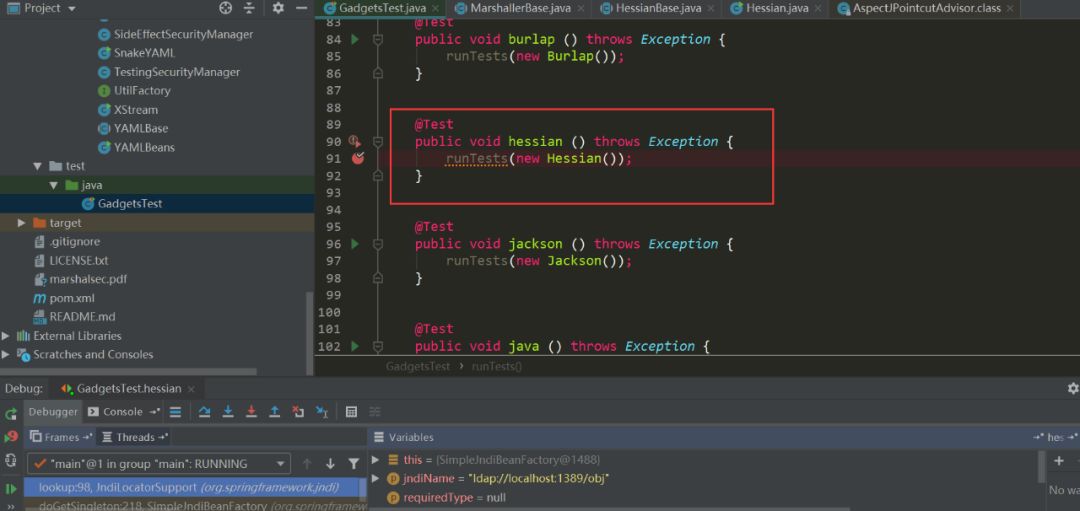 Project
GadgetsTest.java
MarshallerBase.java
HessianBase.java
Hessian.java
AspectJPointcutAdvisor.class
SideEffectSecurityManager
SnakeYAML
TestingSecurityManager
UtilFactory
XStream
YAMLBase
YAMLBeans
test
java
GadgetsTest
target
.gitignore
LICENSE.txt
marshalsec.pdf
pom.xml
README.md
External Libraries
Scratches and Consoles
83 @Test
84 public void burlap () throws Exception {
85 runTests(new Burlap());
86 }
87
88
89 @Test
90 public void hessian () throws Exception {
91 runTests(new Hessian());
92 }
93
94
95 @Test
96 public void jackson () throws Exception {
97 runTests(new Jackson());
98 }
99
100
101 @Test
102 public void java () throws Exception {
GadgetsTest › runTests()
Debug: GadgetsTest.hessian
Debugger Console
Frames Threads
"main"@1 in group "main": RUNNING
lookup:98, JndiLocatorSupport (org.springframework.jndi)
doGetSingleton:218, SimpleJndiBeanFactory (org.springframew
Variables
this = {SimpleJndiBeanFactory@1488}
jndiName = "ldap://localhost:1389/obj"
requiredType = null
hes
No wa